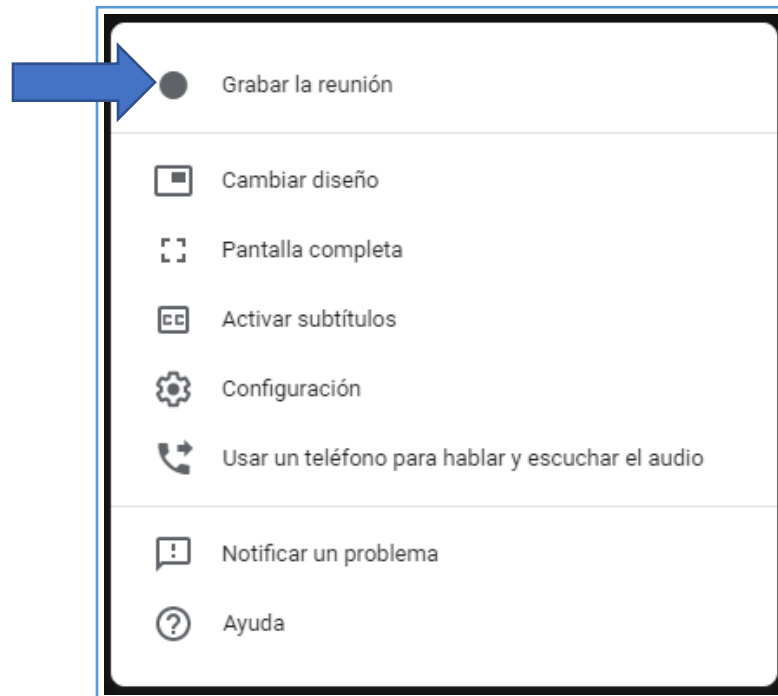 Grabar la reunión
Cambiar diseño
Pantalla completa
CC Activar subtítulos
Configuración
Usar un teléfono para hablar y escuchar el audio
Notificar un problema
Ayuda